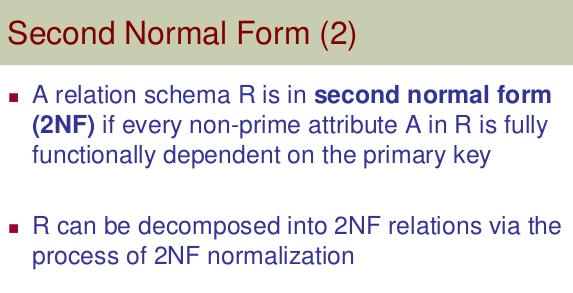 Second Normal Form (2)
A relation schema R is in second normal form
(2NF) if every non-prime attribute A in R is fully
functionally dependent on the primary key
R can be decomposed into 2NF relations via the
process of 2NF normalization